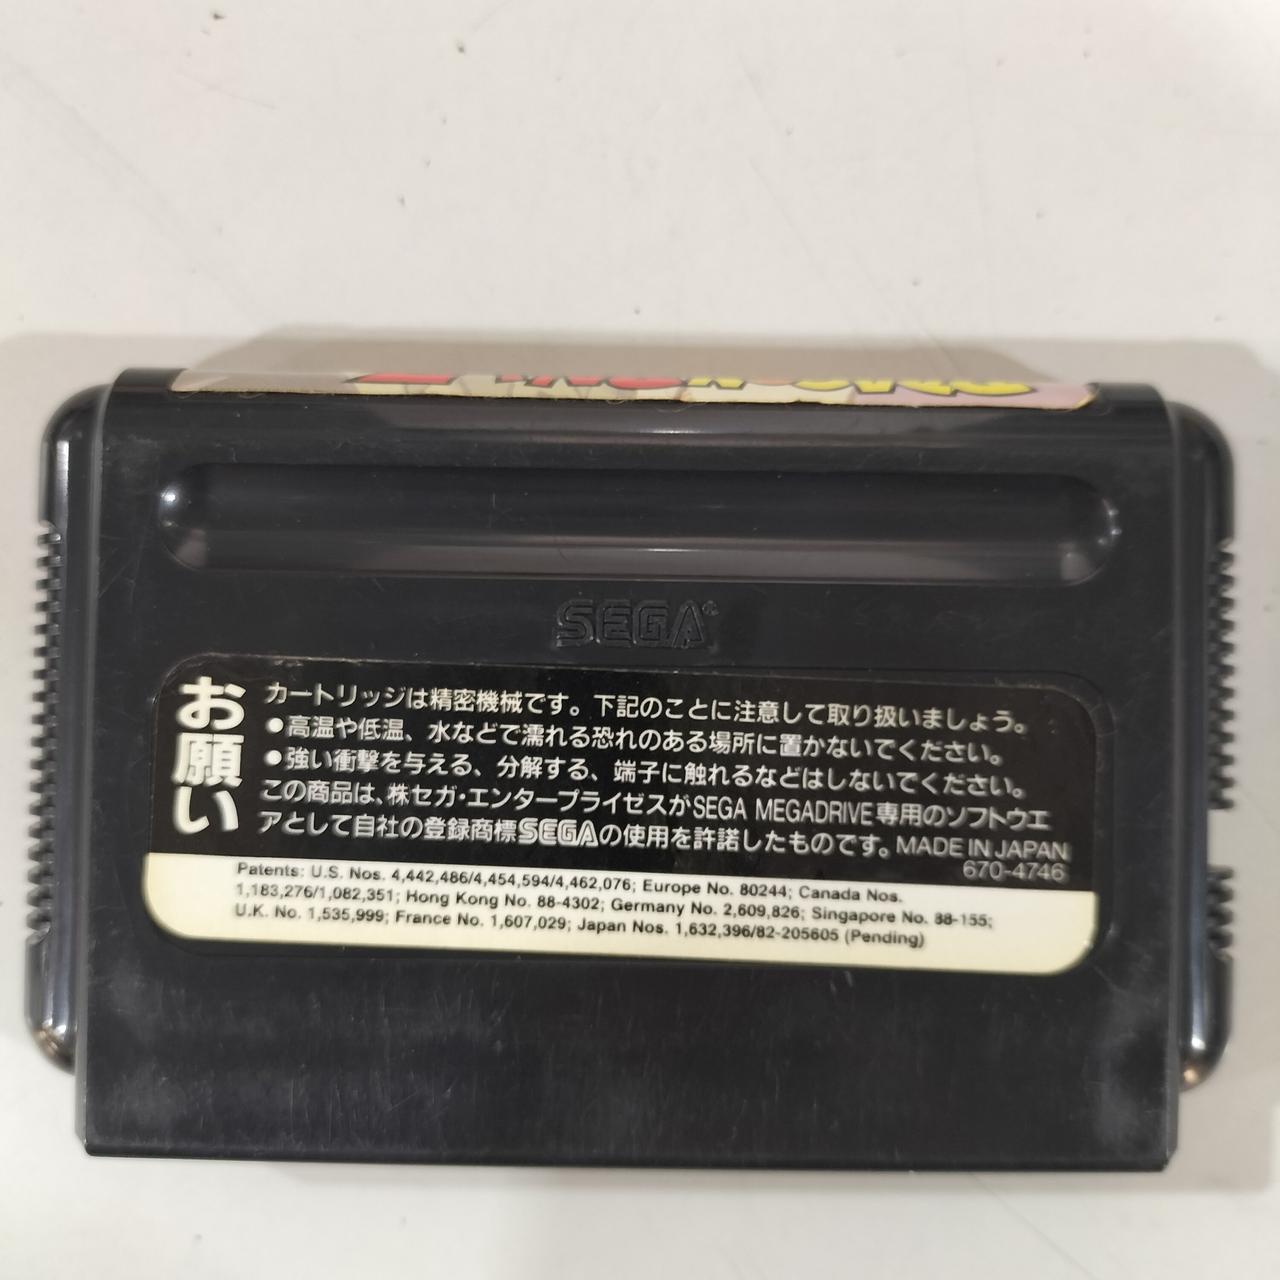 SEGA®
お願い
カートリッジは精密機械です。下記のことに注意して取り扱いましょう。
●高温や低温、水などで濡れる恐れのある場所に置かないでください。
●強い衝撃を与える、分解する、端子に触れるなどはしないでください。
この商品は、株セガ・エンタープライゼスがSEGA MEGADRIVE専用のソフトウエ
アとして自社の登録商標SEGAの使用を許諾したものです。MADE IN JAPAN
670-4746
Patents: U.S. Nos. 4,442,486/4,454,594/4,462,076; Europe No. 80244; Canada Nos.
1,183,276/1,082,351; Hong Kong No. 88-4302; Germany No. 2,609,826; Singapore No. 88-155;
U.K. No. 1,535,999; France No. 1,607,029; Japan Nos. 1,632,396/82-205605 (Pending)